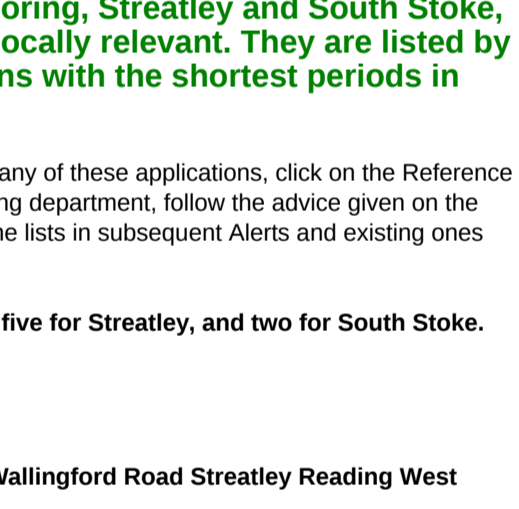 oring, Streatley and South Stoke,
ocally relevant. They are listed by
ns with the shortest periods in
any of these applications, click on the Reference
ng department, follow the advice given on the
ne lists in subsequent Alerts and existing ones
five for Streatley, and two for South Stoke.
Wallingford Road Streatley Reading West